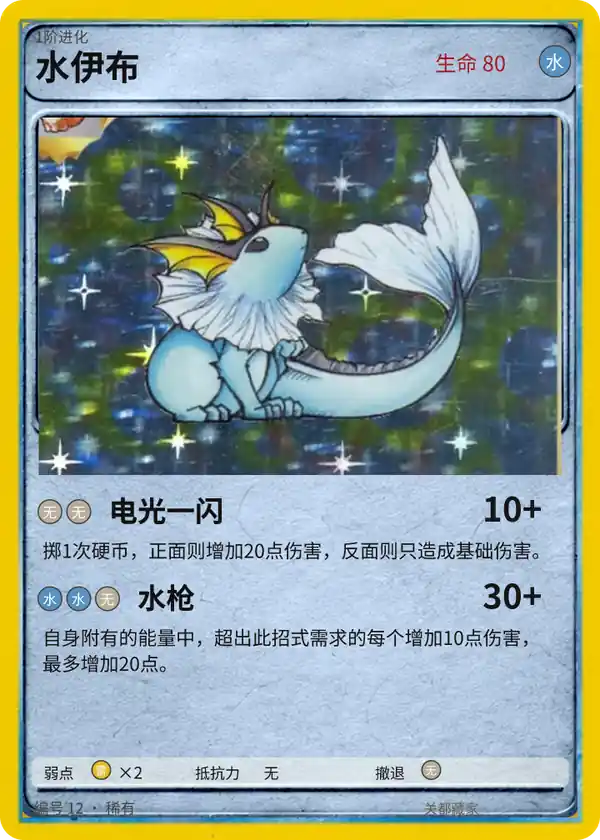 1阶进化
水伊布
生命 80 水
无 无 电光一闪 10+
掷1次硬币，正面则增加20点伤害，反面则只造成基础伤害。
水 水 无 水枪 30+
自身附有的能量中，超出此招式需求的每个增加10点伤害，
最多增加20点。
弱点 ×2 抵抗力 无 撤退 无
编号 12 · 稀有 关都藏家